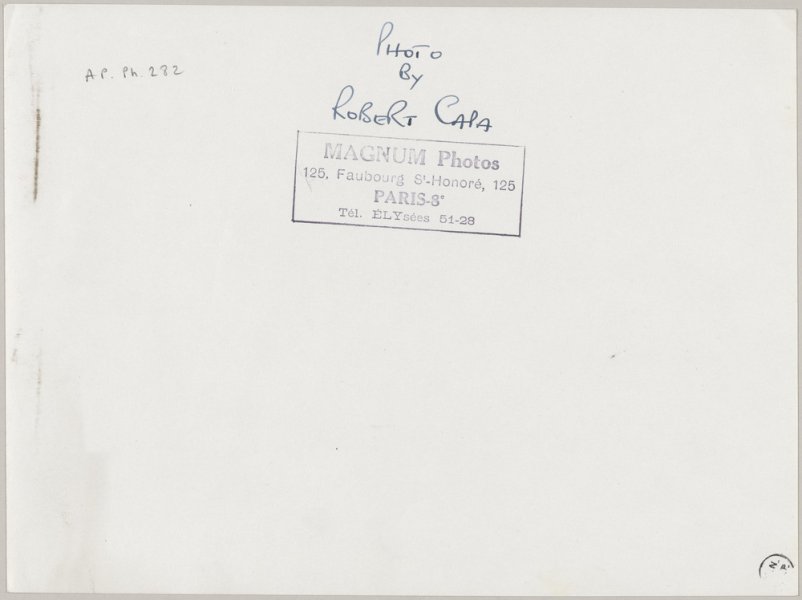 AP. Ph. 282
PHOTO
By
ROBERT CAPA
MAGNUM Photos
125, Faubourg St-Honoré, 125
PARIS-8e
Tél. ÉLYsées 51-28
N. P.